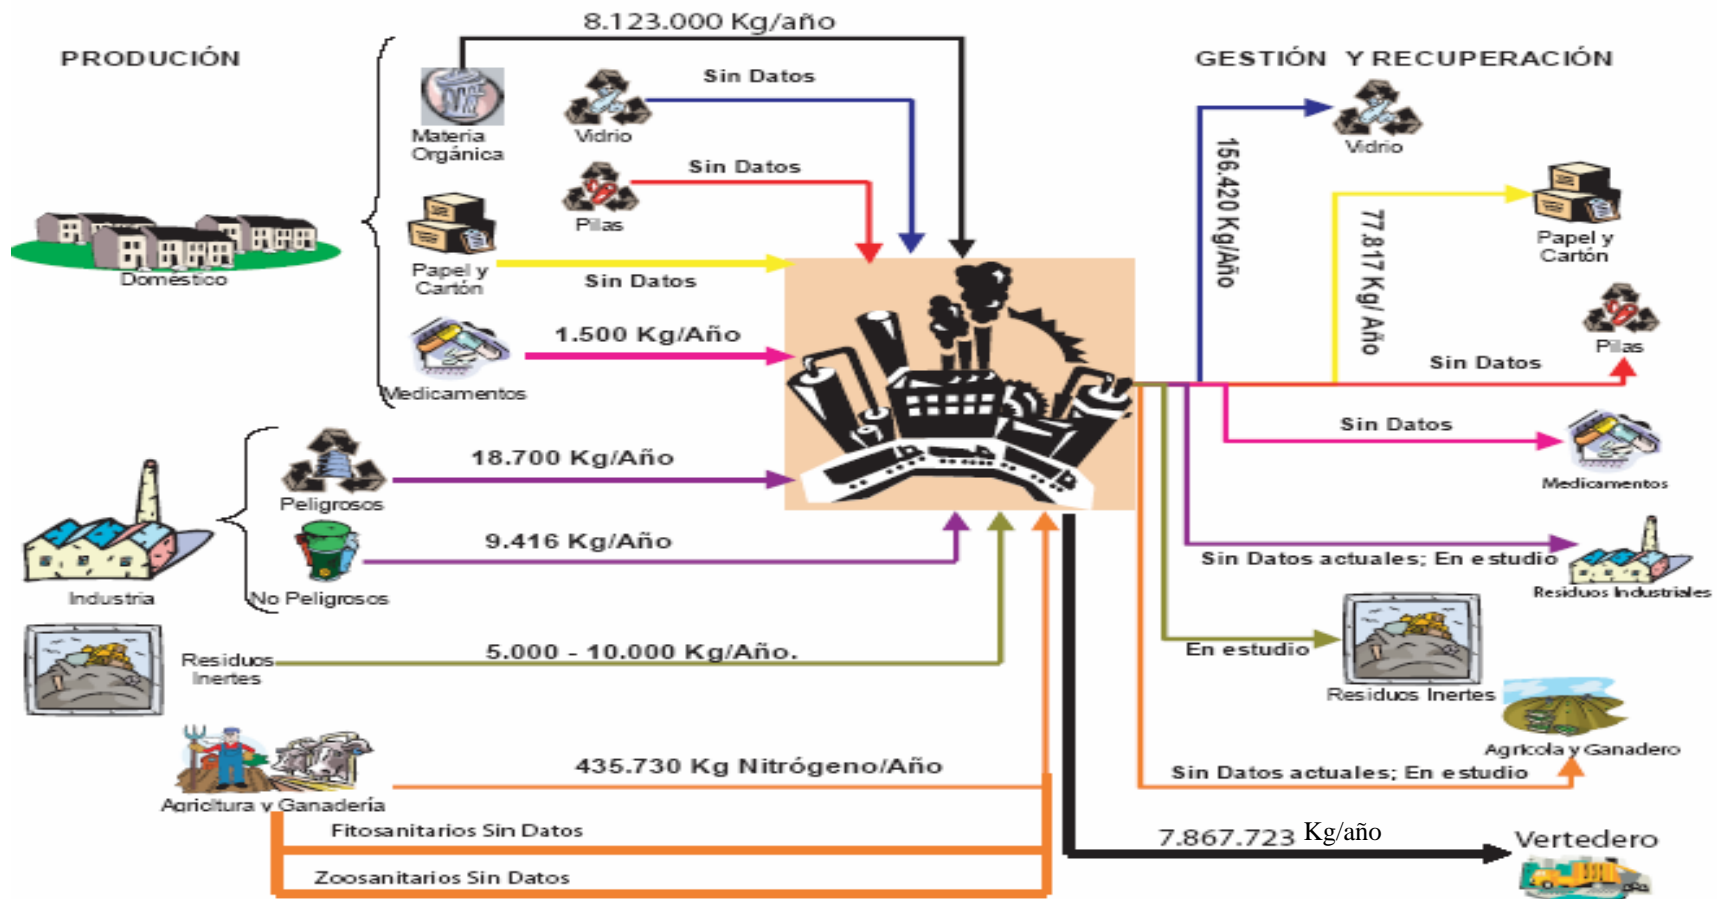 8.123.000 Kg/año
PRODUCIÓN
GESTIÓN Y RECUPERACIÓN
Sin Datos
Materia
Orgánica
Vidrio
Sin Datos
Pilas
Papel y
Cartón
Sin Datos
Doméstico
1.500 Kg/Año
Medicamentos
18.700 Kg/Año
Peligrosos
9.416 Kg/Año
No Peligrosos
Industria
5.000 - 10.000 Kg/Año.
Residuos
Inertes
435.730 Kg Nitrógeno/Año
Agricltura y Ganadería
Fitosanitarios Sin Datos
Zoosanitarios Sin Datos
156.420 Kg/Año
Vidrio
77.817 Kg/Año
Papel y
Cartón
Sin Datos
Pilas
Sin Datos
Medicamentos
Sin Datos actuales; En estudio
Residuos Industriales
En estudio
Residuos Inertes
Agrícola y Ganadero
Sin Datos actuales; En estudio
7.867.723 Kg/año
Vertedero